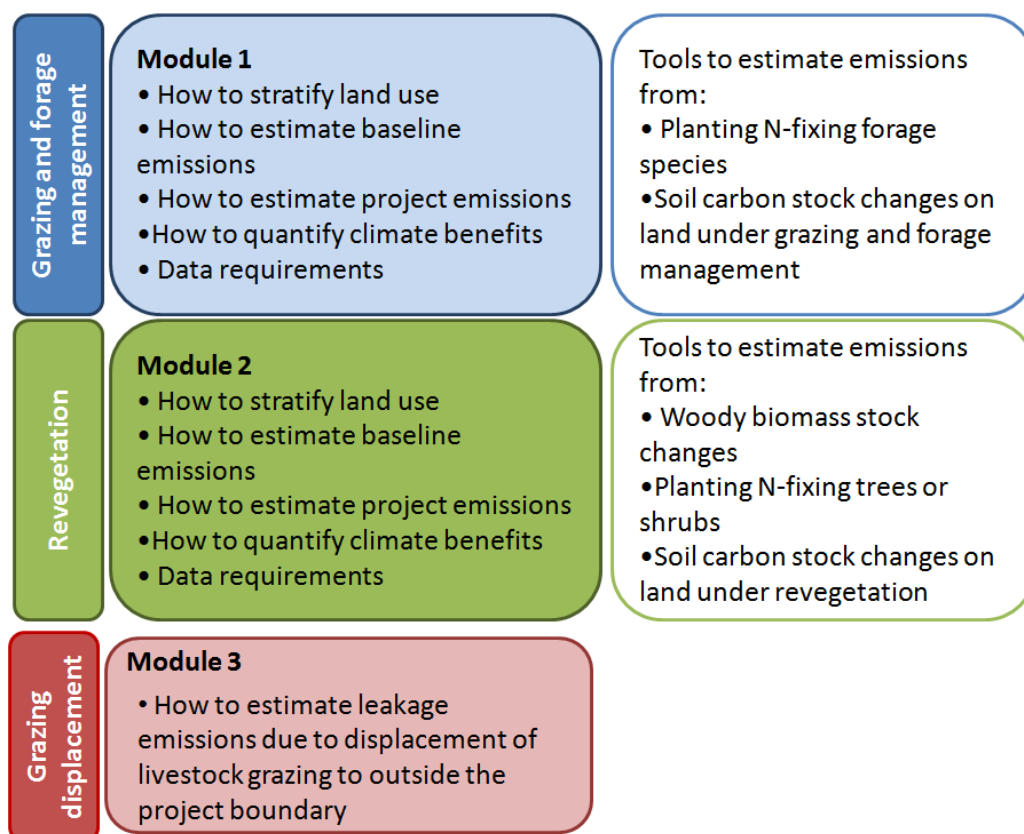 Grazing and forage
management
Module 1
• How to stratify land use
• How to estimate baseline
emissions
• How to estimate project emissions
•How to quantify climate benefits
• Data requirements
Tools to estimate emissions
from:
• Planting N-fixing forage
species
•Soil carbon stock changes on
land under grazing and forage
management
Revegetation
Module 2
• How to stratify land use
• How to estimate baseline
emissions
• How to estimate project emissions
•How to quantify climate benefits
• Data requirements
Tools to estimate emissions
from:
• Woody biomass stock
changes
•Planting N-fixing trees or
shrubs
•Soil carbon stock changes on
land under revegetation
Grazing
displacement
Module 3
• How to estimate leakage
emissions due to displacement of
livestock grazing to outside the
project boundary